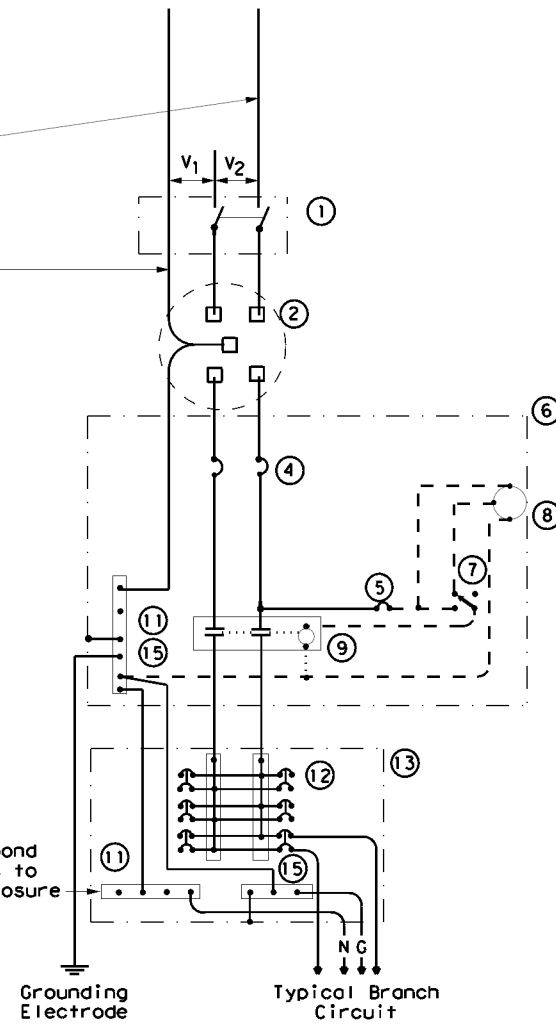 V1
V2
1
2
6
4
8
7
5
11
15
9
13
12
ond
11
15
to
osure
N G
Grounding
Electrode
Typical Branch
Circuit